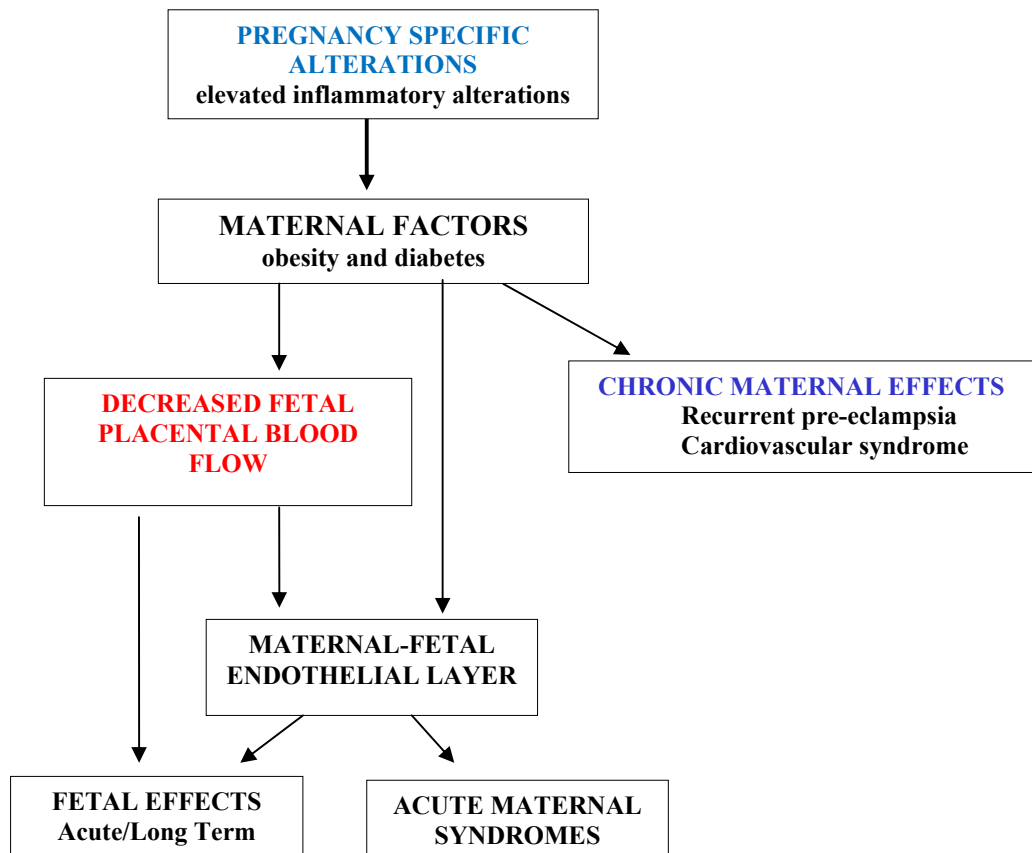 PREGNANCY SPECIFIC
ALTERATIONS
elevated inflammatory alterations
MATERNAL FACTORS
obesity and diabetes
DECREASED FETAL
PLACENTAL BLOOD
FLOW
CHRONIC MATERNAL EFFECTS
Recurrent pre-eclampsia
Cardiovascular syndrome
MATERNAL-FETAL
ENDOTHELIAL LAYER
FETAL EFFECTS
Acute/Long Term
ACUTE MATERNAL
SYNDROMES